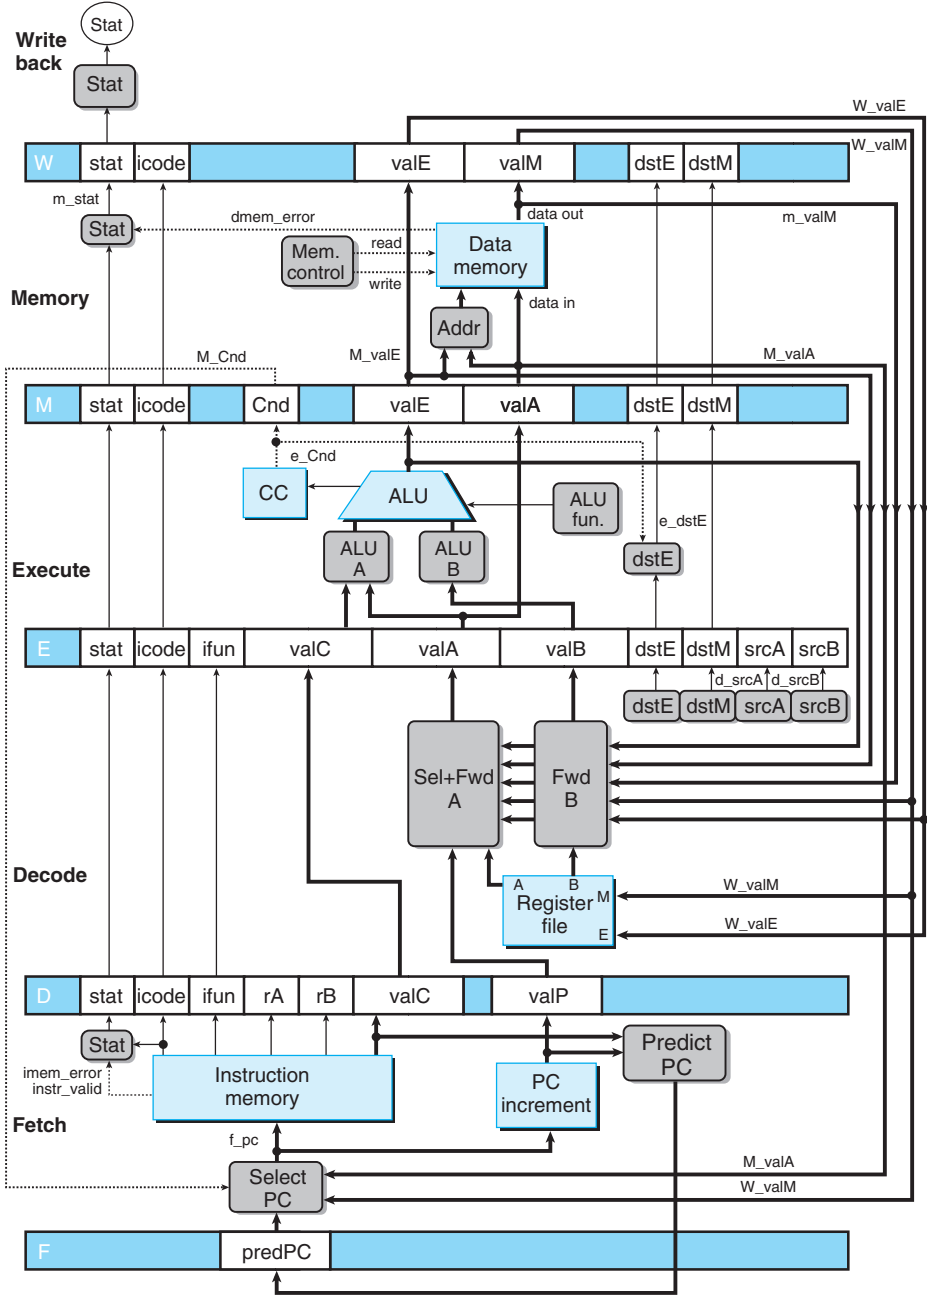 Stat
Write
back
Stat
W_valE
W_valM
W stat icode valE valM dstE dstM
m_stat
Stat
dmem_error
data out
m_valM
Mem.
control
read
write
Data
memory
Memory
data in
Addr
M_Cnd
M_valE
M_valA
M stat icode Cnd valE valA dstE dstM
e_Cnd
CC
ALU
ALU
fun.
e_dstE
ALU
A
ALU
B
dstE
Execute
E stat icode ifun valC valA valB dstE dstM srcA srcB
d_srcA d_srcB
dstE dstM srcA srcB
Sel+Fwd
A
Fwd
B
Decode
A B
Register
file
M
E
W_valM
W_valE
D stat icode ifun rA rB valC valP
Stat
Predict
PC
imem_error
instr_valid
Instruction
memory
PC
increment
Fetch
f_pc
Select
PC
M_valA
W_valM
F predPC